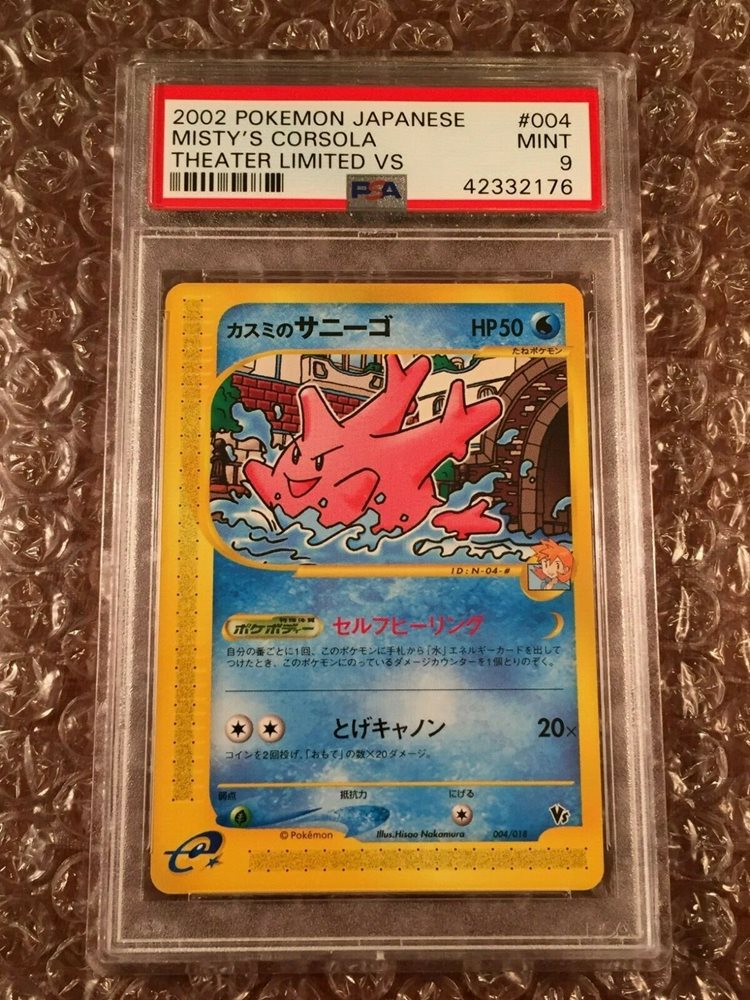 2002 POKEMON JAPANESE #004
MISTY'S CORSOLA MINT
THEATER LIMITED VS 9
PSA 42332176
カスミのサニーゴ HP50
たねポケモン
ID:N-04-#
特殊体質
ポケボディー セルフヒーリング
自分の番ごとに1回、このポケモンに手札から「水」エネルギーカードを出して
つけたとき、このポケモンにのっているダメージカウンターを1個とりのぞく。
とげキャノン 20×
コインを2回投げ、「おもて」の数×20ダメージ。
弱点 抵抗力 にげる
VS
© Pokémon Illus.Hisao Nakamura 004/018
e